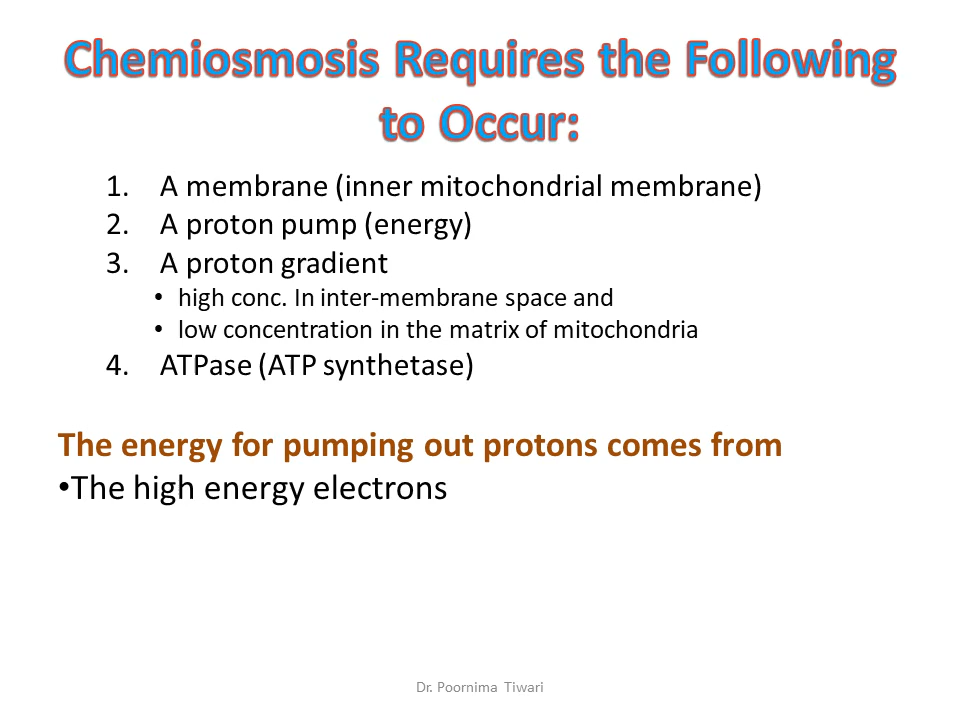 Chemiosmosis Requires the Following
to Occur:
1. A membrane (inner mitochondrial membrane)
2. A proton pump (energy)
3. A proton gradient
• high conc. In inter-membrane space and
• low concentration in the matrix of mitochondria
4. ATPase (ATP synthetase)
The energy for pumping out protons comes from
•The high energy electrons
Dr. Poornima Tiwari